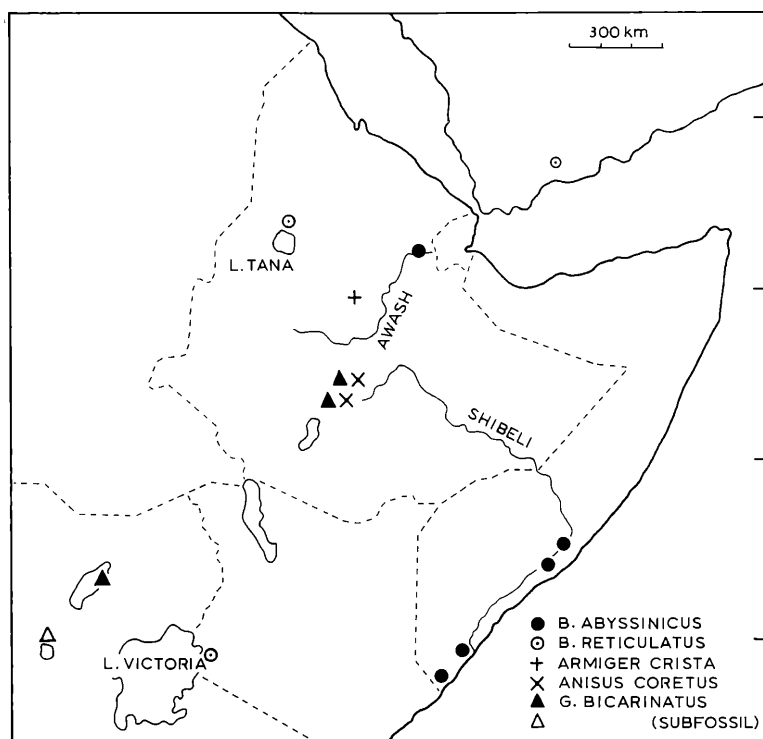 300 km
L. TANA
AWASH
SHIBELI
L. VICTORIA
B. ABYSSINICUS
B. RETICULATUS
ARMIGER CRISTA
ANISUS CORETUS
G. BICARINATUS
(SUBFOSSIL)